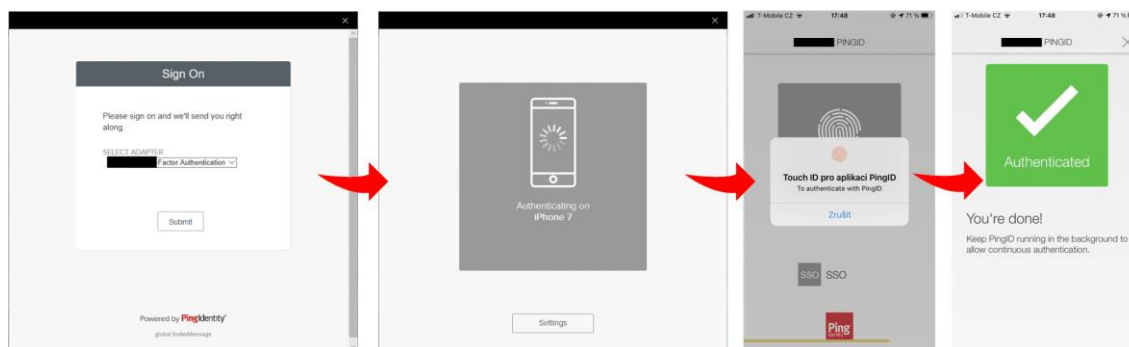 ×
Sign On
Please sign on and we'll send you right
along.
SELECT ADAPTER
Factor Authentication
Submit
Powered by PingIdentity®
×
Authenticating on
iPhone 7
Settings
T-Mobile CZ 17:48 71 %
PINGID
Touch ID pro aplikaci PingID
To authenticate with PingID
Zrušit
SSO SSO
Ping
Identity
T-Mobile CZ 17:48 71 %
PINGID
Authenticated
You're done!
Keep PingID running in the background to
allow continuous authentication.